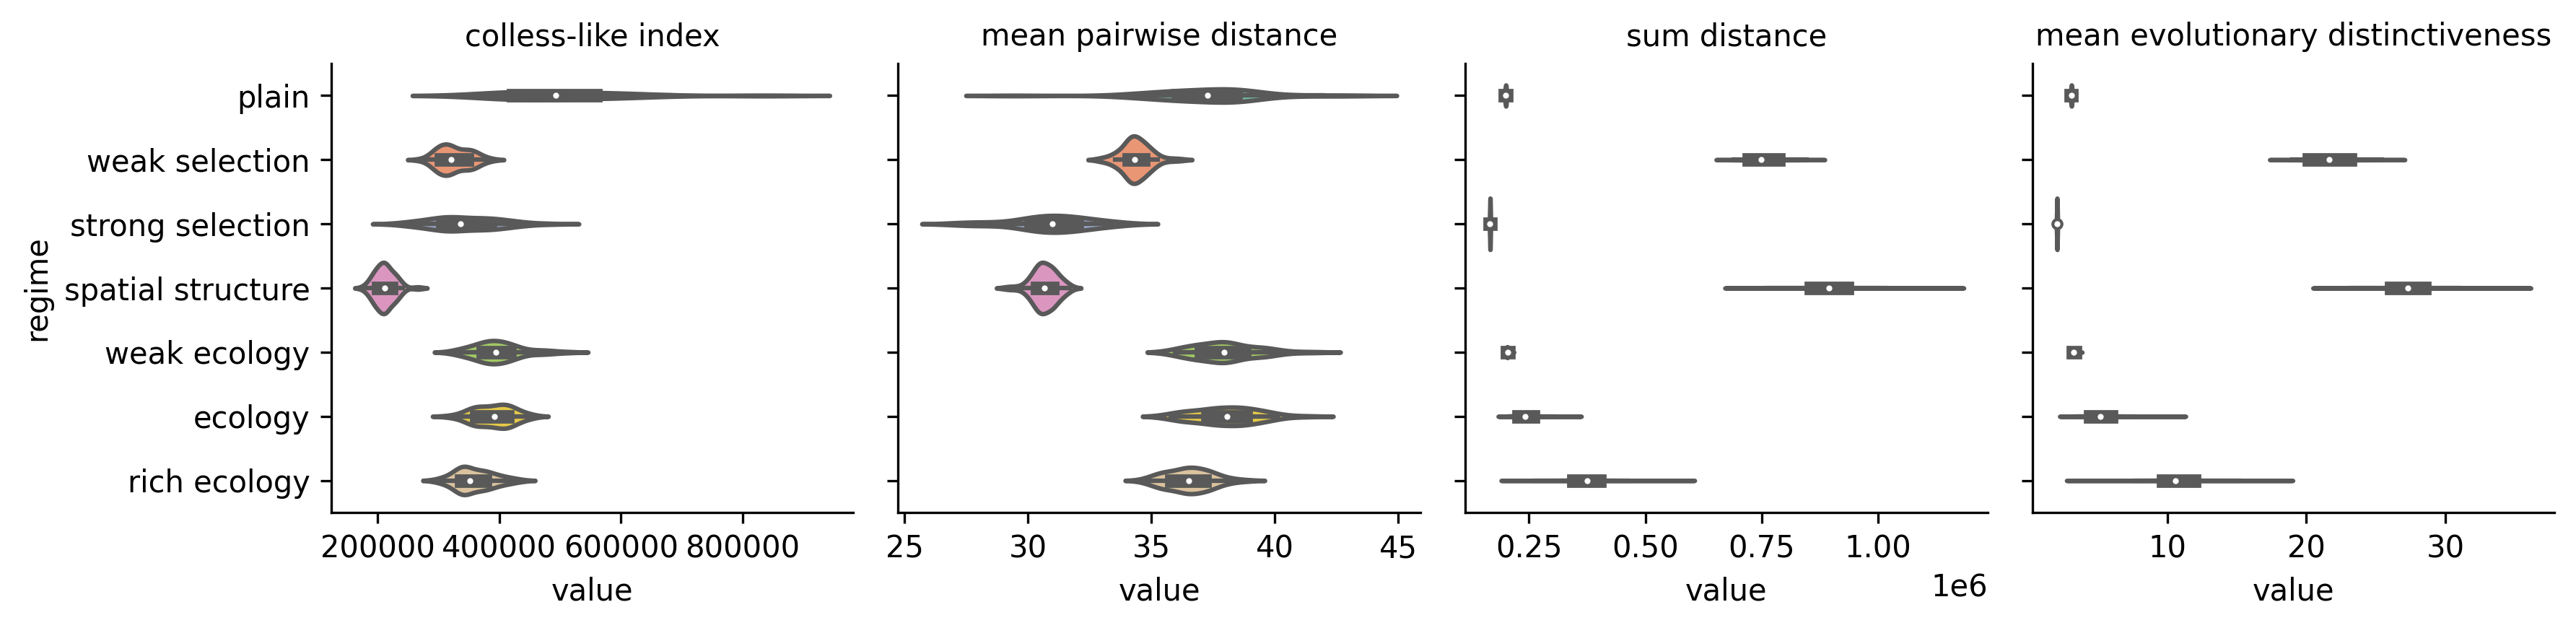 colless-like index
mean pairwise distance
sum distance
mean evolutionary distinctiveness
regime
plain
weak selection
strong selection
spatial structure
weak ecology
ecology
rich ecology
200000 400000 600000 800000
25 30 35 40 45
0.25 0.50 0.75 1.00
10 20 30
1e6
value
value
value
value